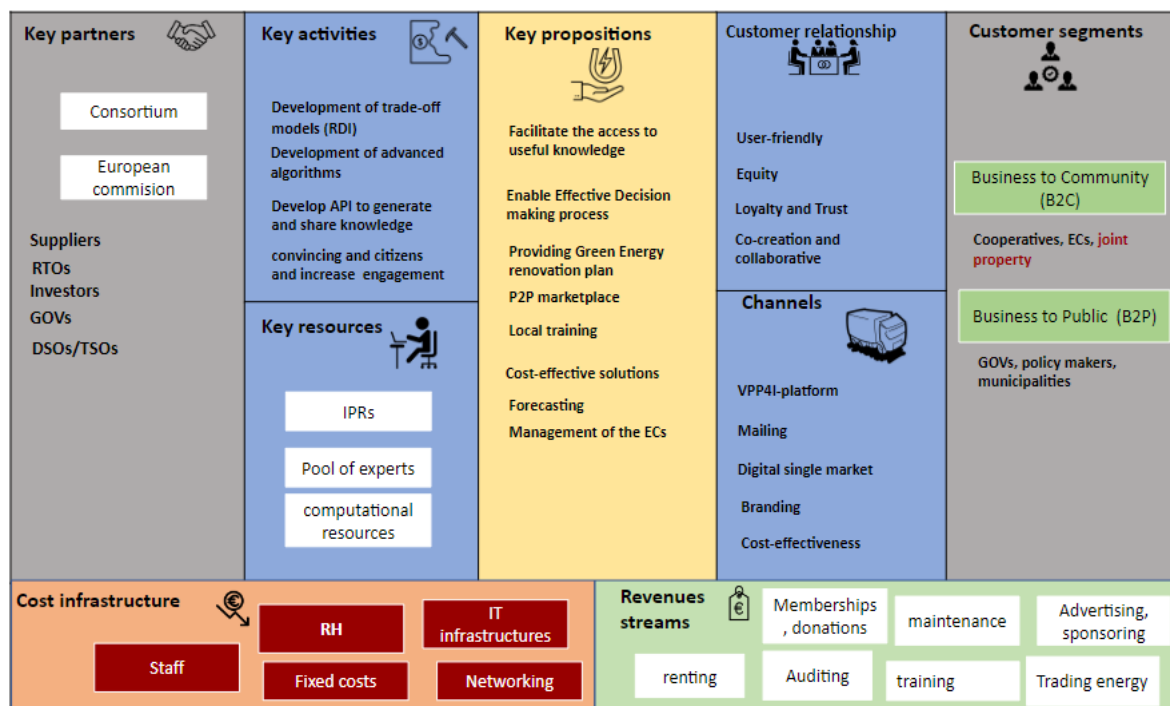 Key partners
Consortium
European
commision
Suppliers
RTOs
Investors
GOVs
DSOs/TSOs
Key activities
Development of trade-off
models (RDI)
Development of advanced
algorithms
Develop API to generate
and share knowledge
convincing and citizens
and increase engagement
Key resources
IPRs
Pool of experts
computational
resources
Key propositions
Facilitate the access to
useful knowledge
Enable Effective Decision
making process
Providing Green Energy
renovation plan
P2P marketplace
Local training
Cost-effective solutions
Forecasting
Management of the ECs
Customer relationship
User-friendly
Equity
Loyalty and Trust
Co-creation and
collaborative
Channels
VPP4I-platform
Mailing
Digital single market
Branding
Cost-effectiveness
Customer segments
Business to Community
(B2C)
Cooperatives, ECs, joint
property
Business to Public (B2P)
GOVs, policy makers,
municipalities
Cost infrastructure
€
Staff
RH
Fixed costs
IT
infrastructures
Networking
Revenues
streams
€
Memberships
, donations
maintenance
Advertising,
sponsoring
renting
Auditing
training
Trading energy